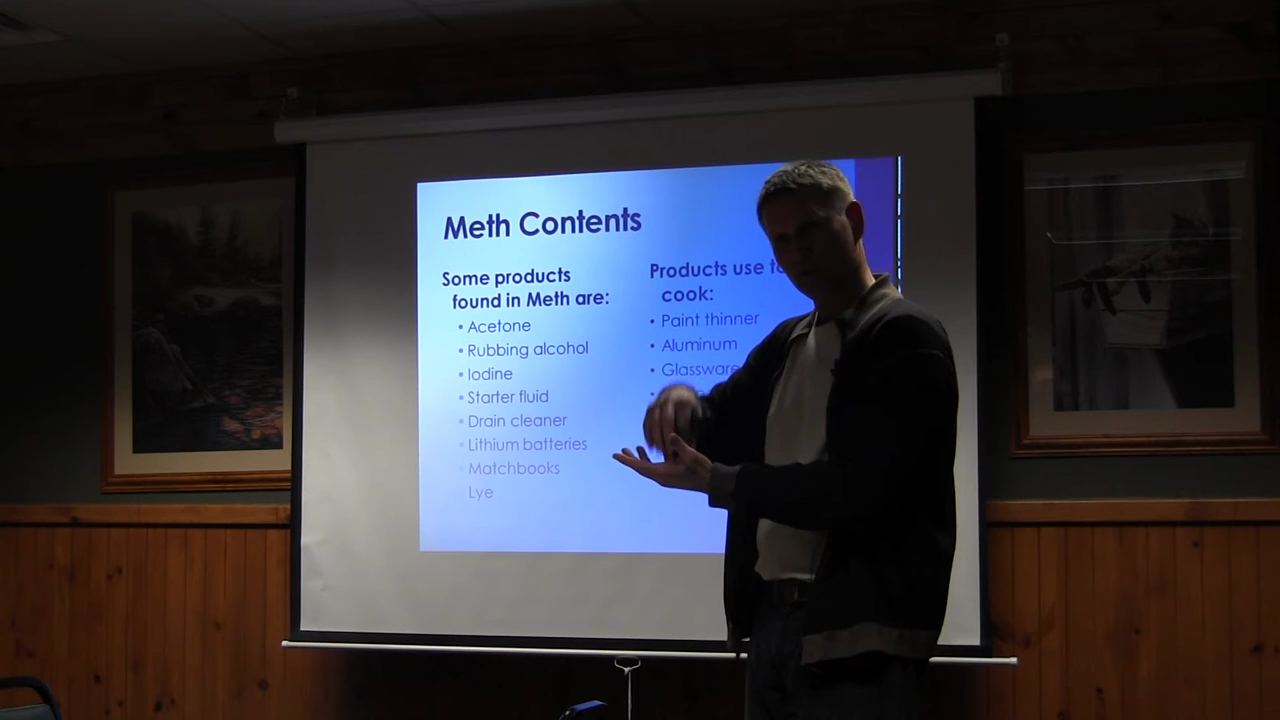 Meth Contents
Some products
found in Meth are:
• Acetone
• Rubbing alcohol
• Iodine
• Starter fluid
• Drain cleaner
• Lithium batteries
• Matchbooks
Lye
Products use to
cook:
• Paint thinner
• Aluminum
• Glassware